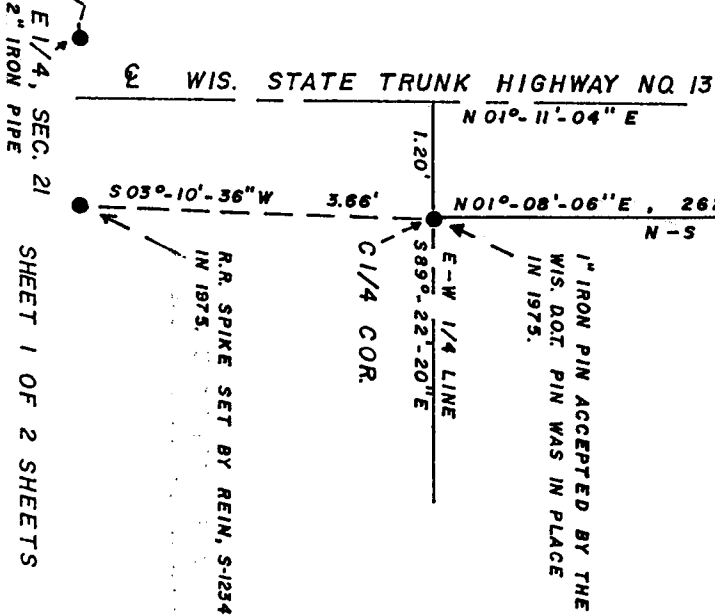 E 1/4, SEC. 21
2" IRON PIPE
℄ WIS. STATE TRUNK HIGHWAY NO. 13
N 01°-11'-04" E
1.20'
S 03°-10'-36" W 3.66'
N 01°-08'-06" E , 262
N-S
C 1/4 COR.
E-W 1/4 LINE
S 89°-22'-20" E
1" IRON PIN ACCEPTED BY THE
WIS. D.O.T. PIN WAS IN PLACE
IN 1975.
R.R. SPIKE SET BY REIN, S-1234
IN 1975.
SHEET 1 OF 2 SHEETS